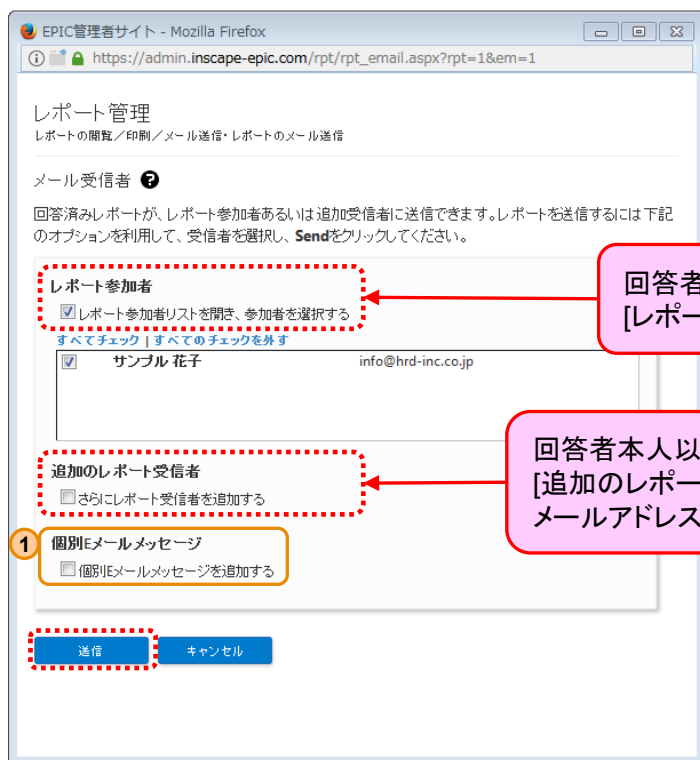 EPIC管理者サイト - Mozilla Firefox
https://admin.inscape-epic.com/rpt/rpt_email.aspx?rpt=1&em=1
レポート管理
レポートの閲覧／印刷／メール送信・レポートのメール送信
メール受信者 ?
回答済みレポートが、レポート参加者あるいは追加受信者に送信できます。レポートを送信するには下記
のオプションを利用して、受信者を選択し、Sendをクリックしてください。
レポート参加者
レポート参加者リストを開き、参加者を選択する
すべてチェック | すべてのチェックを外す
サンプル 花子 info@hrd-inc.co.jp
回答者
[レポー
追加のレポート受信者
さらにレポート受信者を追加する
回答者本人以
[追加のレポー
メールアドレス
1 個別Eメールメッセージ
個別Eメールメッセージを追加する
送信 キャンセル